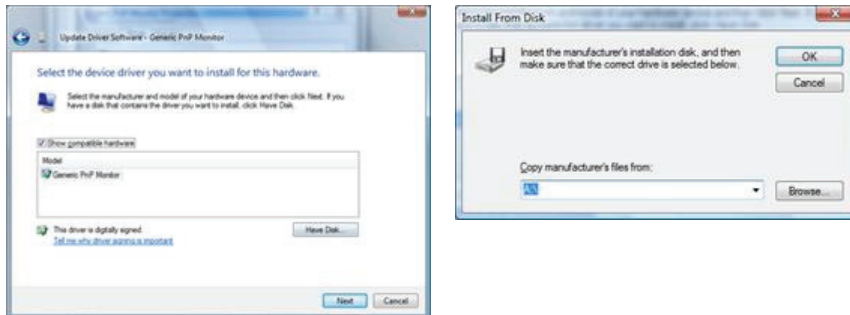 Update Driver Software - Generic PnP Monitor
Select the device driver you want to install for this hardware.
Select the manufacturer and model of your hardware device and then click Next. If you
have a disk that contains the driver you want to install, click Have Disk.
Show compatible hardware
Model
Generic PnP Monitor
This driver is digitally signed.
Tell me why driver signing is important
Have Disk...
Next
Cancel
Install From Disk
Insert the manufacturer's installation disk, and then
make sure that the correct drive is selected below.
OK
Cancel
Copy manufacturer's files from:
A:\
Browse...